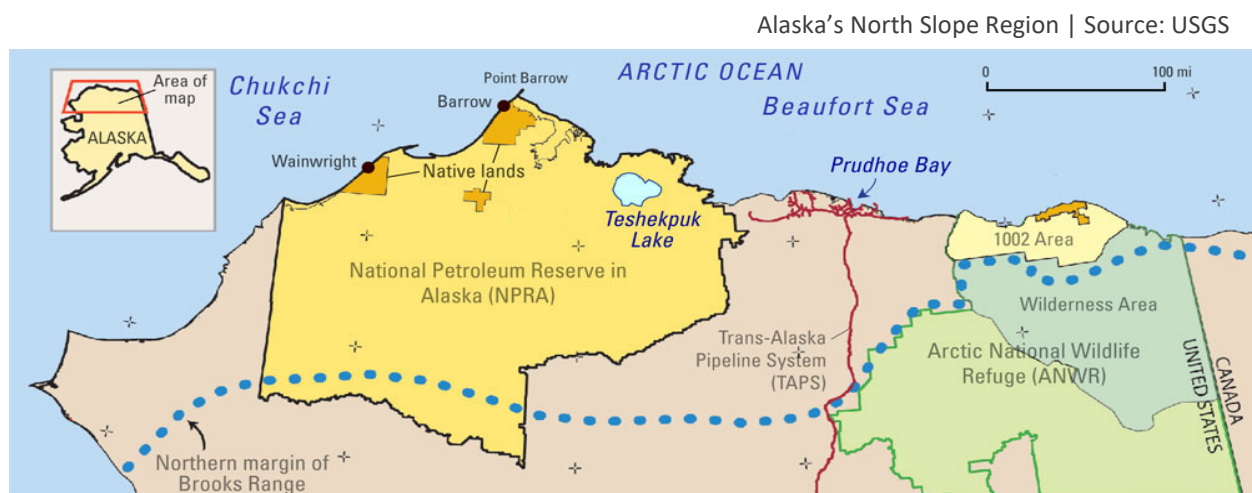 Alaska’s North Slope Region | Source: USGS
Area of
map
ALASKA
Chukchi
Sea
Point Barrow
Barrow
ARCTIC OCEAN
Beaufort Sea
0
100 mi
Wainwright
Native lands
Prudhoe Bay
Teshekpuk
Lake
1002 Area
National Petroleum Reserve in
Alaska (NPRA)
Wilderness Area
Trans-Alaska
Pipeline System
(TAPS)
Arctic National Wildlife
Refuge (ANWR)
UNITED STATES
CANADA
Northern margin of
Brooks Range